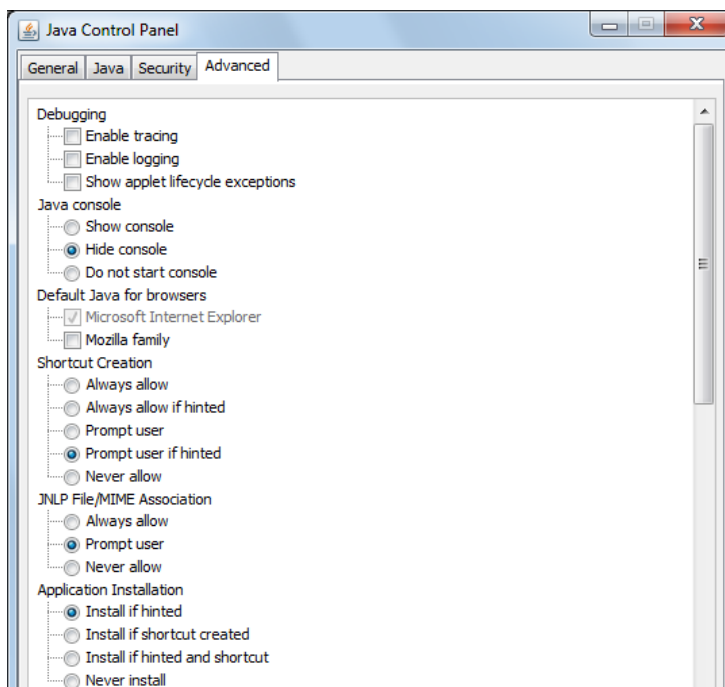 Java Control Panel
General Java Security Advanced
Debugging
Enable tracing
Enable logging
Show applet lifecycle exceptions
Java console
Show console
Hide console
Do not start console
Default Java for browsers
Microsoft Internet Explorer
Mozilla family
Shortcut Creation
Always allow
Always allow if hinted
Prompt user
Prompt user if hinted
Never allow
JNLP File/MIME Association
Always allow
Prompt user
Never allow
Application Installation
Install if hinted
Install if shortcut created
Install if hinted and shortcut
Never install